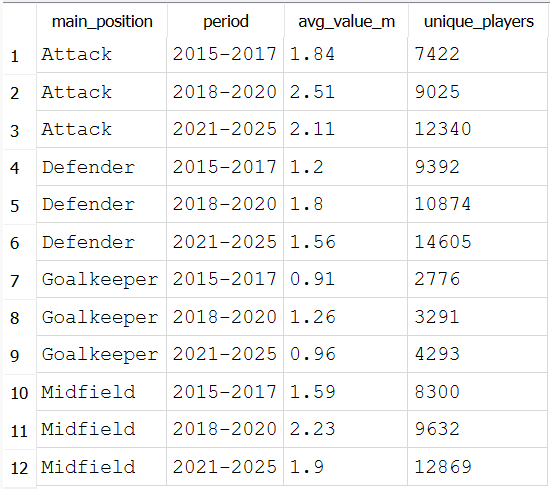 main_position period avg_value_m unique_players
1 Attack 2015-2017 1.84 7422
2 Attack 2018-2020 2.51 9025
3 Attack 2021-2025 2.11 12340
4 Defender 2015-2017 1.2 9392
5 Defender 2018-2020 1.8 10874
6 Defender 2021-2025 1.56 14605
7 Goalkeeper 2015-2017 0.91 2776
8 Goalkeeper 2018-2020 1.26 3291
9 Goalkeeper 2021-2025 0.96 4293
10 Midfield 2015-2017 1.59 8300
11 Midfield 2018-2020 2.23 9632
12 Midfield 2021-2025 1.9 12869